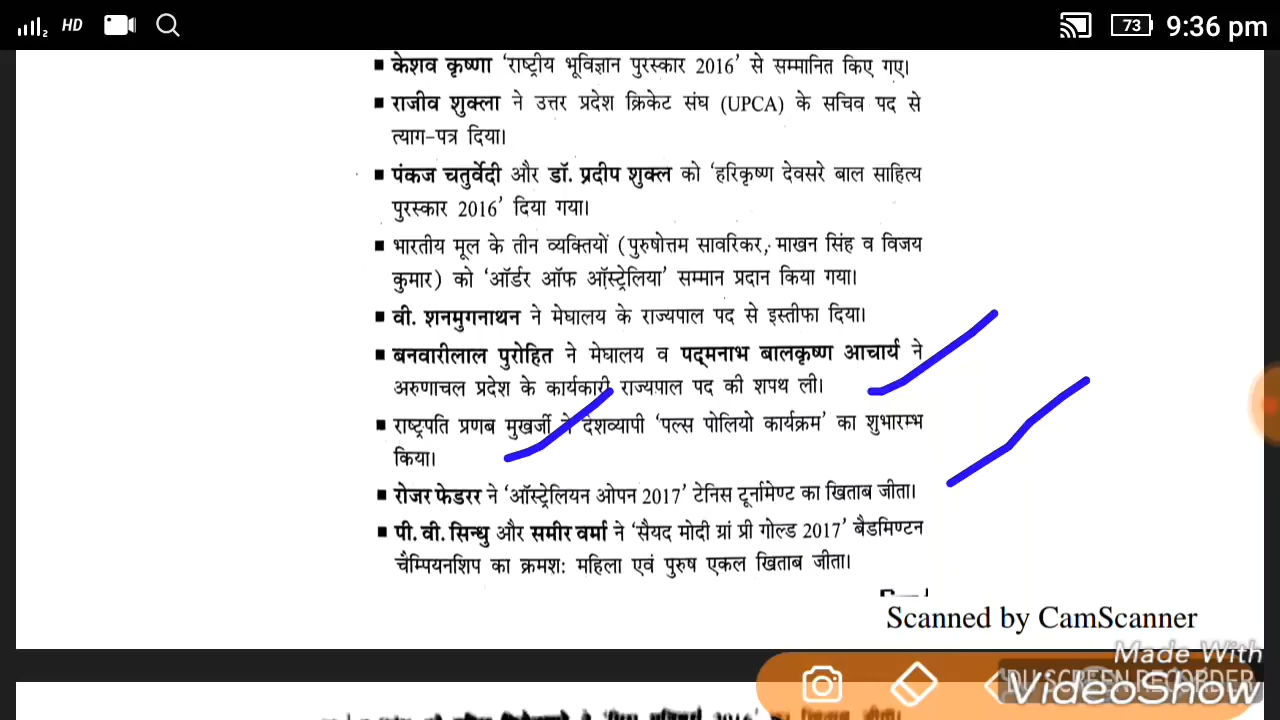 2 HD 73 9:36 pm
■ केशव कृष्णा ‘राष्ट्रीय भूविज्ञान पुरस्कार 2016’ से सम्मानित किए गए।
■ राजीव शुक्ला ने उत्तर प्रदेश क्रिकेट संघ (UPCA) के सचिव पद से
त्याग-पत्र दिया।
■ पंकज चतुर्वेदी और डॉ. प्रदीप शुक्ल को ‘हरिकृष्ण देवसरे बाल साहित्य
पुरस्कार 2016’ दिया गया।
■ भारतीय मूल के तीन व्यक्तियों (पुरुषोत्तम सावरिकर, माखन सिंह व विजय
कुमार) को ‘ऑर्डर ऑफ ऑस्ट्रेलिया’ सम्मान प्रदान किया गया।
■ वी. शनमुगनाथन ने मेघालय के राज्यपाल पद से इस्तीफा दिया।
■ बनवारीलाल पुरोहित ने मेघालय व पद्मनाभ बालकृष्ण आचार्य ने
अरुणाचल प्रदेश के कार्यकारी राज्यपाल पद की शपथ ली।
■ राष्ट्रपति प्रणब मुखर्जी ने देशव्यापी ‘पल्स पोलियो कार्यक्रम’ का शुभारम्भ
किया।
■ रोजर फेडरर ने ‘ऑस्ट्रेलियन ओपन 2017’ टेनिस टूर्नामेण्ट का खिताब जीता।
■ पी. वी. सिन्धु और समीर वर्मा ने ‘सैयद मोदी ग्रां प्री गोल्ड 2017’ बैडमिण्टन
चैम्पियनशिप का क्रमशः महिला एवं पुरुष एकल खिताब जीता।
Scanned by CamScanner
Made With
DU SCREEN RECORDER
VideoShow